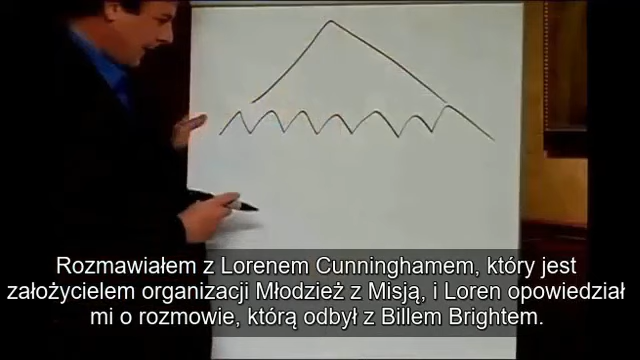 Rozmawiałem z Lorenem Cunninghamem, który jest
założycielem organizacji Młodzież z Misją, i Loren opowiedział
mi o rozmowie, którą odbył z Billem Brightem.